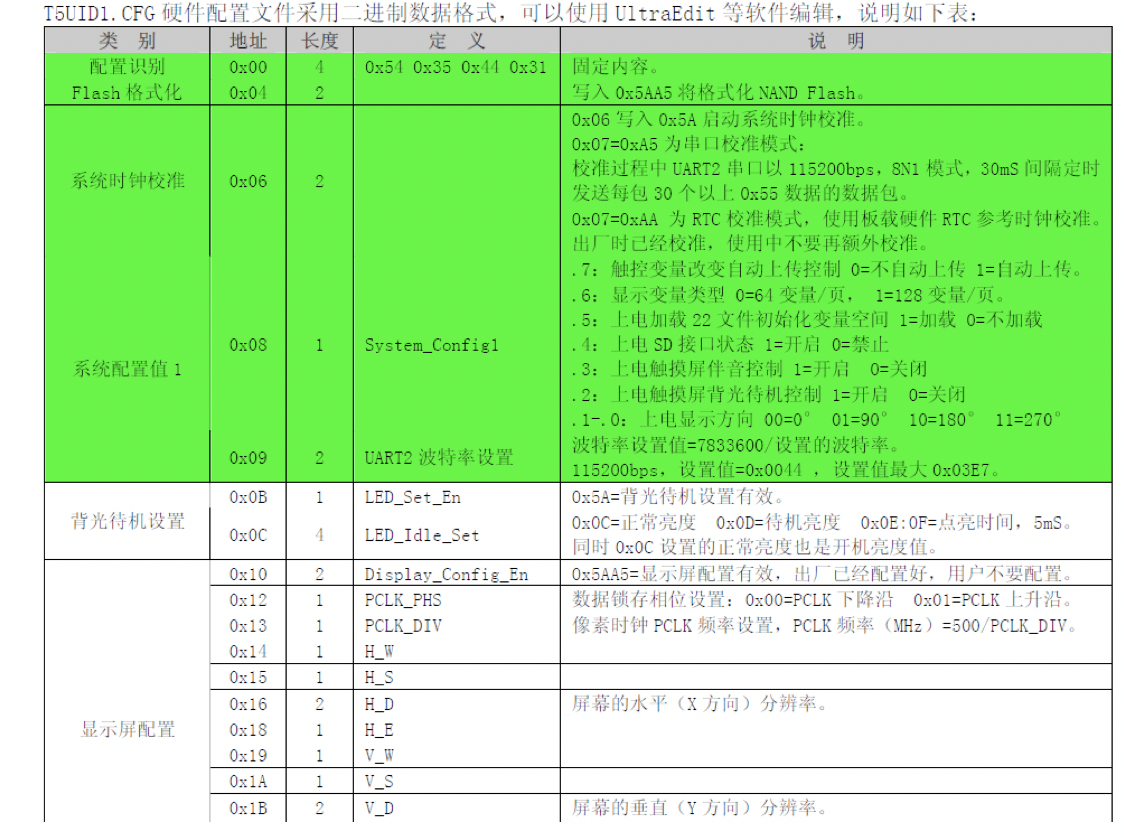 T5UID1.CFG 硬件配置文件采用二进制数据格式，可以使用 UltraEdit 等软件编辑，说明如下表：
类 别 地址 长度 定 义 说 明
配置识别 0x00 4 0x54 0x35 0x44 0x31 固定内容。
Flash 格式化 0x04 2 写入 0x5AA5 将格式化 NAND Flash。
系统时钟校准 0x06 2 0x06 写入 0x5A 启动系统时钟校准。
0x07=0xA5 为串口校准模式：
校准过程中 UART2 串口以 115200bps，8N1 模式，30mS 间隔定时
发送每包 30 个以上 0x55 数据的数据包。
0x07=0xAA 为 RTC 校准模式，使用板载硬件 RTC 参考时钟校准。
出厂时已经校准，使用中不要再额外校准。
系统配置值 1 0x08 1 System_Config1 .7：触控变量改变自动上传控制 0=不自动上传 1=自动上传。
.6：显示变量类型 0=64 变量/页， 1=128 变量/页。
.5：上电加载 22 文件初始化变量空间 1=加载 0=不加载
.4：上电 SD 接口状态 1=开启 0=禁止
.3：上电触摸屏伴音控制 1=开启 0=关闭
.2：上电触摸屏背光待机控制 1=开启 0=关闭
.1-.0：上电显示方向 00=0° 01=90° 10=180° 11=270°
0x09 2 UART2 波特率设置 波特率设置值=7833600/设置的波特率。
115200bps，设置值=0x0044 ，设置值最大 0x03E7。
背光待机设置 0x0B 1 LED_Set_En 0x5A=背光待机设置有效。
0x0C 4 LED_Idle_Set 0x0C=正常亮度 0x0D=待机亮度 0x0E:0F=点亮时间，5mS。
同时 0x0C 设置的正常亮度也是开机亮度值。
显示屏配置 0x10 2 Display_Config_En 0x5AA5=显示屏配置有效，出厂已经配置好，用户不要配置。
0x12 1 PCLK_PHS 数据锁存相位设置：0x00=PCLK 下降沿 0x01=PCLK 上升沿。
0x13 1 PCLK_DIV 像素时钟 PCLK 频率设置，PCLK 频率（MHz）=500/PCLK_DIV。
0x14 1 H_W
0x15 1 H_S
0x16 2 H_D 屏幕的水平（X 方向）分辨率。
0x18 1 H_E
0x19 1 V_W
0x1A 1 V_S
0x1B 2 V_D 屏幕的垂直（Y 方向）分辨率。